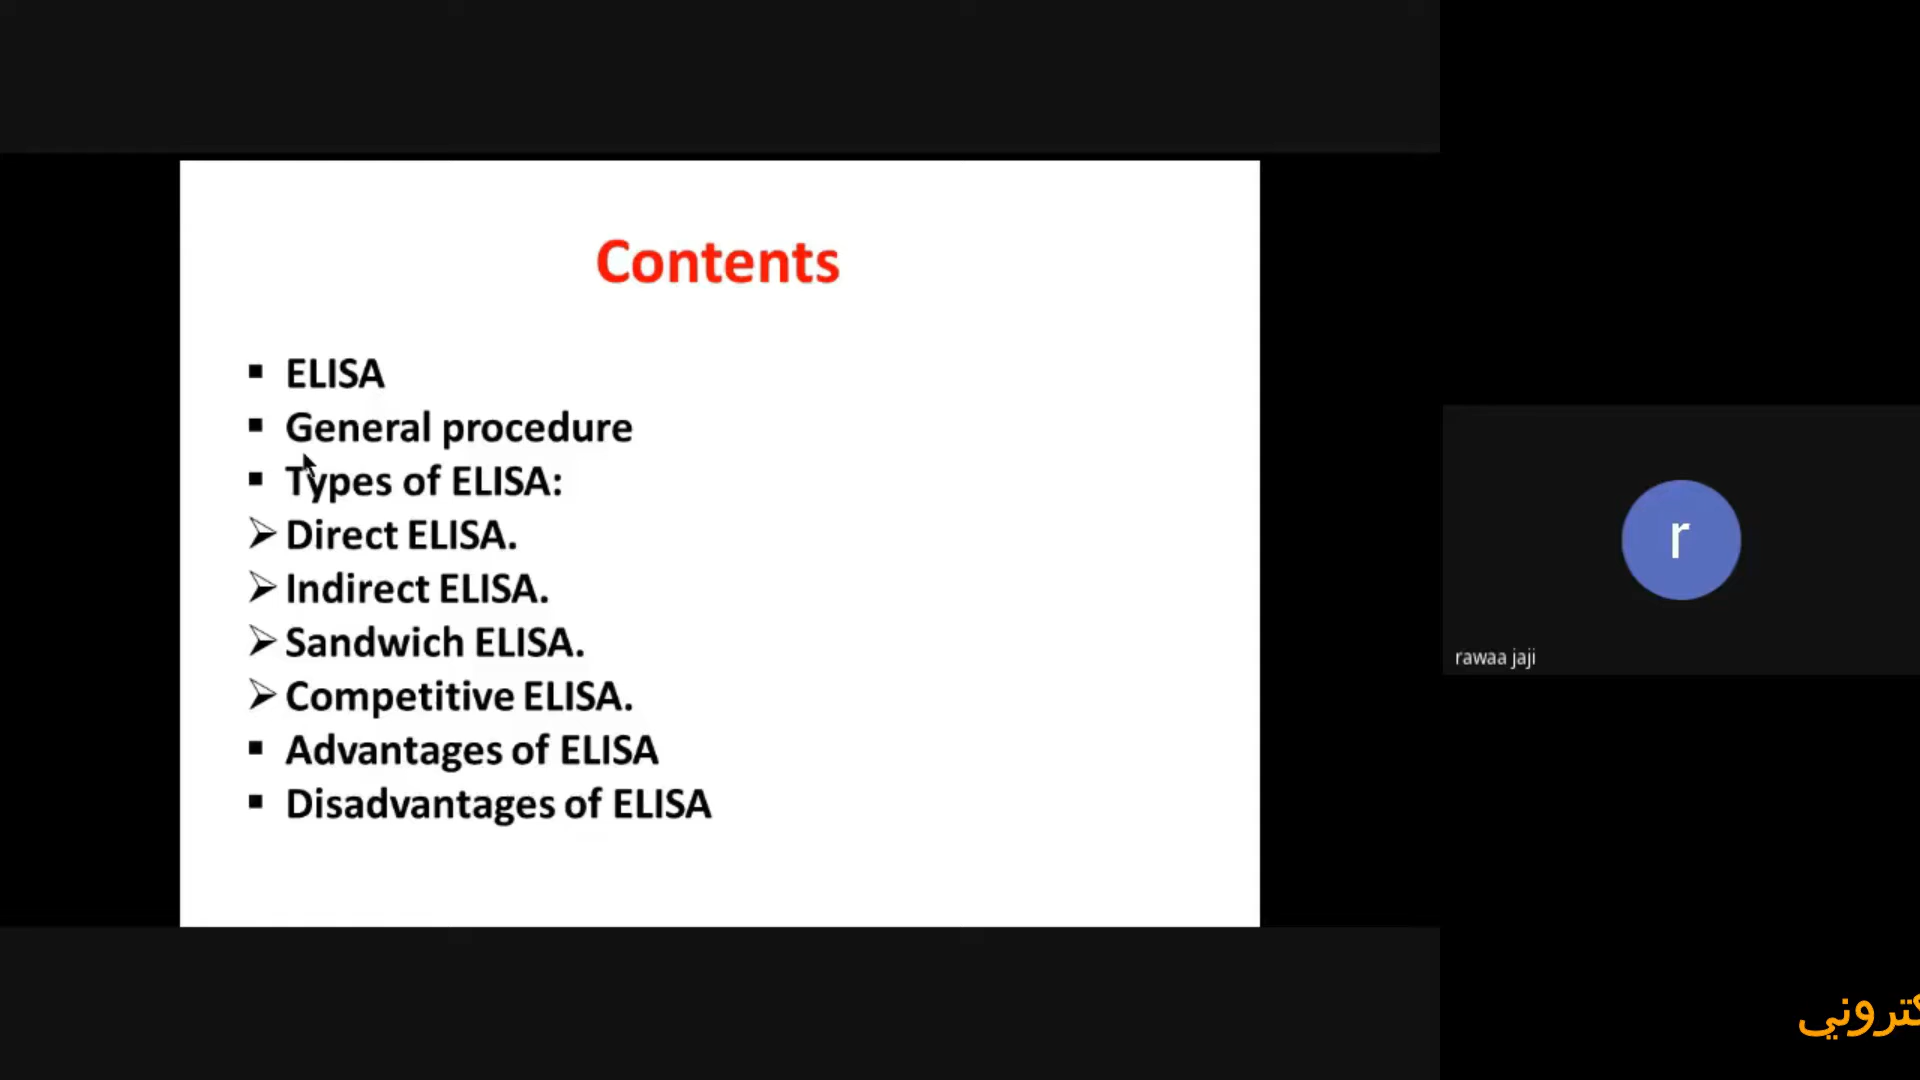 Contents
ELISA
General procedure
Types of ELISA:
Direct ELISA.
Indirect ELISA.
Sandwich ELISA.
Competitive ELISA.
Advantages of ELISA
Disadvantages of ELISA
r
rawaa jaji